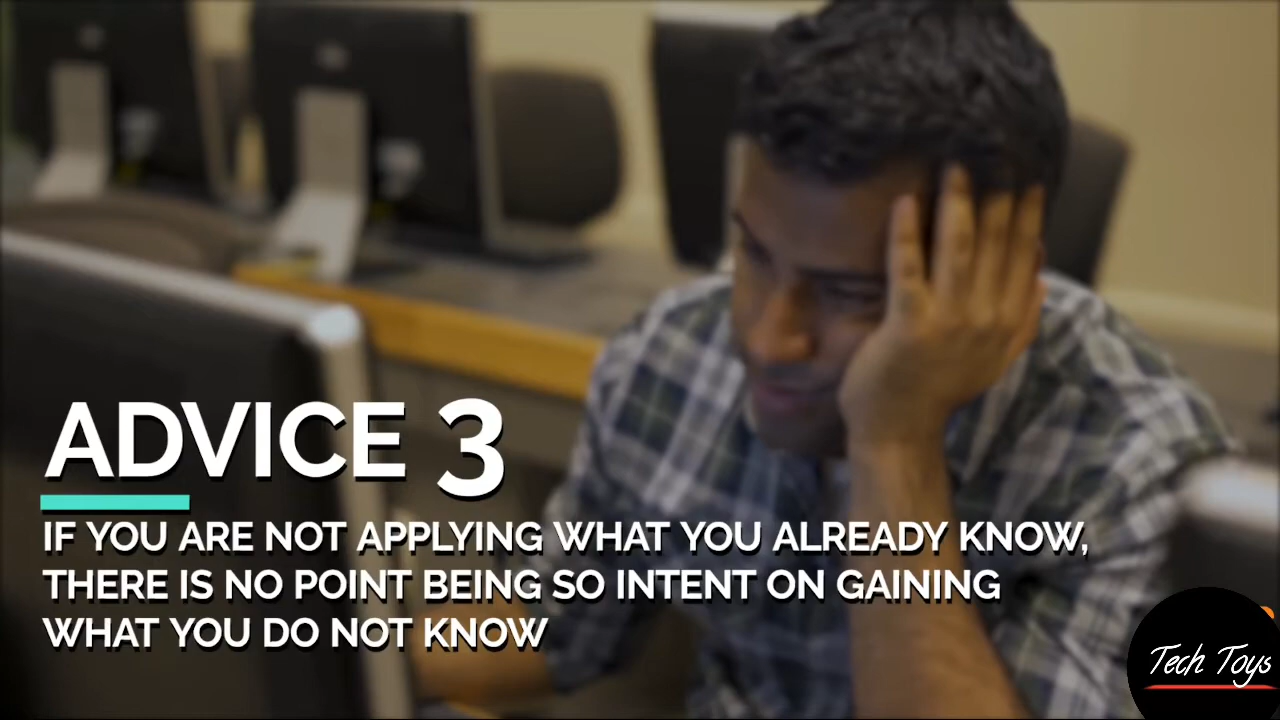 ADVICE 3
IF YOU ARE NOT APPLYING WHAT YOU ALREADY KNOW,
THERE IS NO POINT BEING SO INTENT ON GAINING
WHAT YOU DO NOT KNOW
Tech Toys